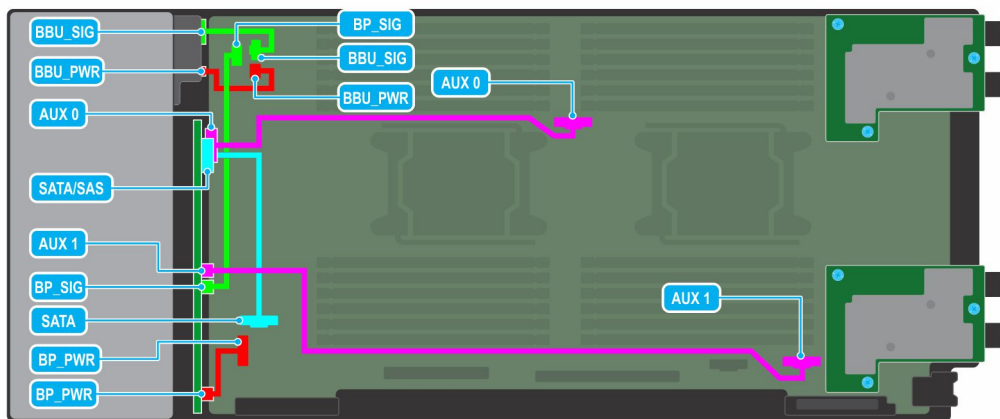 BBU_SIG
BP_SIG
BBU_SIG
BBU_PWR
AUX 0
BBU_PWR
AUX 0
SATA/SAS
AUX 1
BP_SIG
AUX 1
SATA
BP_PWR
BP_PWR